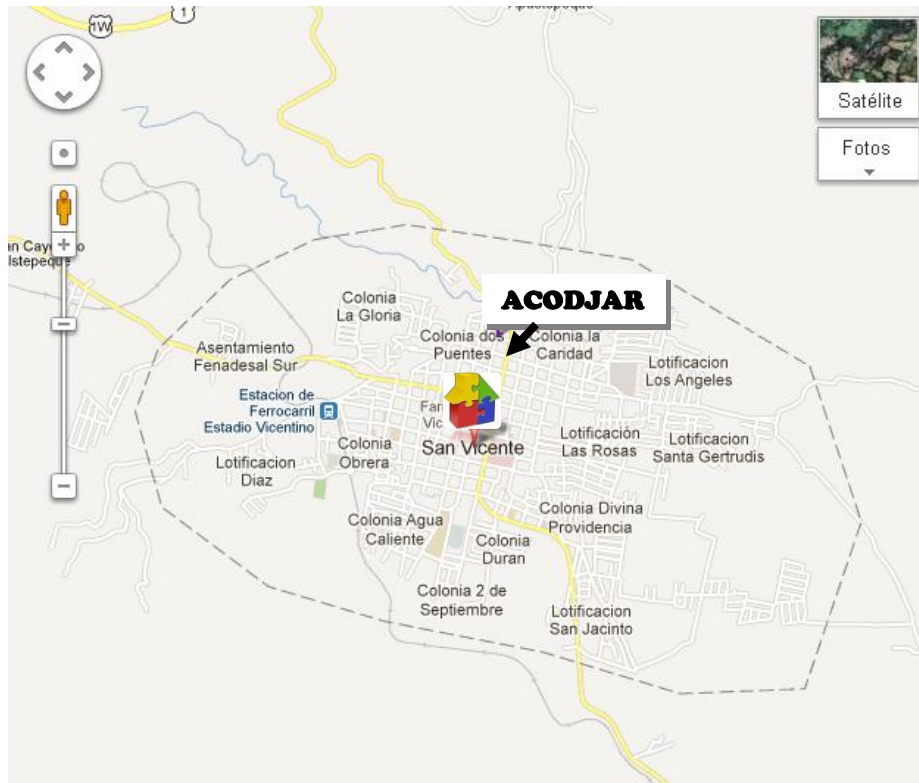 Apastepeque
1W
1
Satélite
Fotos
Istepeque
ACODJAR
Colonia
La Gloria
Colonia dos
Puentes
Colonia la
Caridad
Asentamiento
Fenadesal Sur
Lotificacion
Los Angeles
Estacion de
Ferrocarril
Estadio Vicentino
San Vicente
Colonia
Obrera
Lotificación
Las Rosas
Lotificacion
Santa Gertrudis
Lotificacion
Diaz
Colonia Agua
Caliente
Colonia
Duran
Colonia Divina
Providencia
Colonia 2 de
Septiembre
Lotificacion
San Jacinto